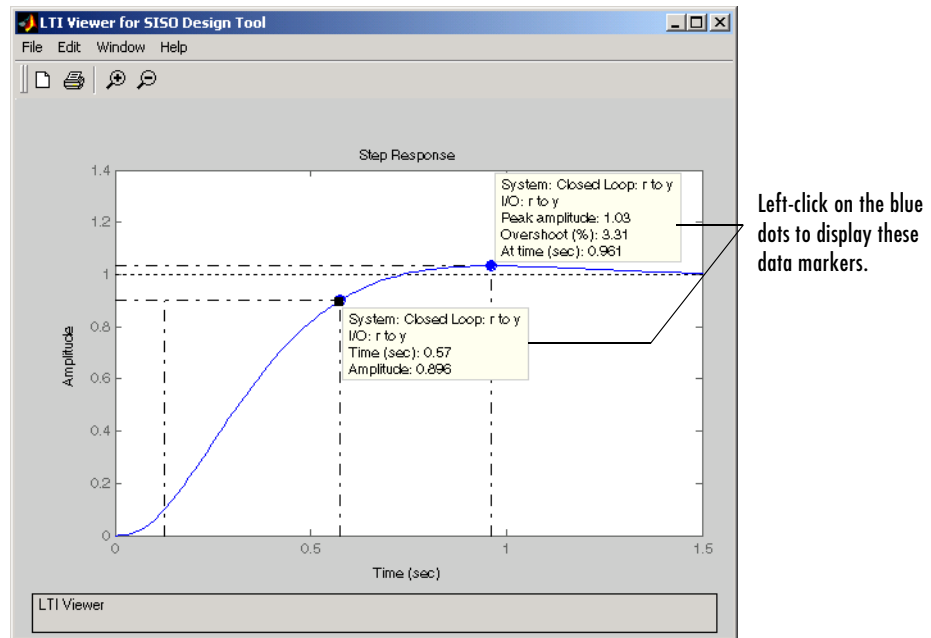 LTI Viewer for SISO Design Tool
File Edit Window Help
Step Response
1.4
1.2
1
0.8
0.6
0.4
0.2
0
Amplitude
System: Closed Loop: r to y
I/O: r to y
Peak amplitude: 1.03
Overshoot (%): 3.31
At time (sec): 0.961
System: Closed Loop: r to y
I/O: r to y
Time (sec): 0.57
Amplitude: 0.896
0
0.5
1
1.5
Time (sec)
LTI Viewer
Left-click on the blue
dots to display these
data markers.